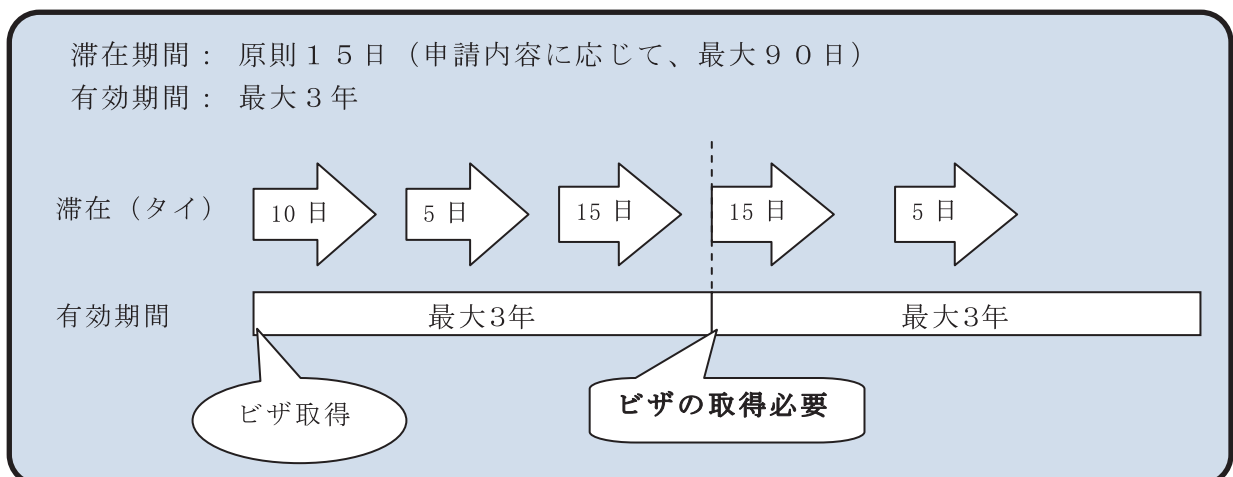 滞在期間： 原則１５日（申請内容に応じて、最大９０日）
有効期間： 最大３年
滞在（タイ） 10 日 5 日 15 日 15 日 5 日
有効期間 最大3年 最大3年
ビザ取得 ビザの取得必要